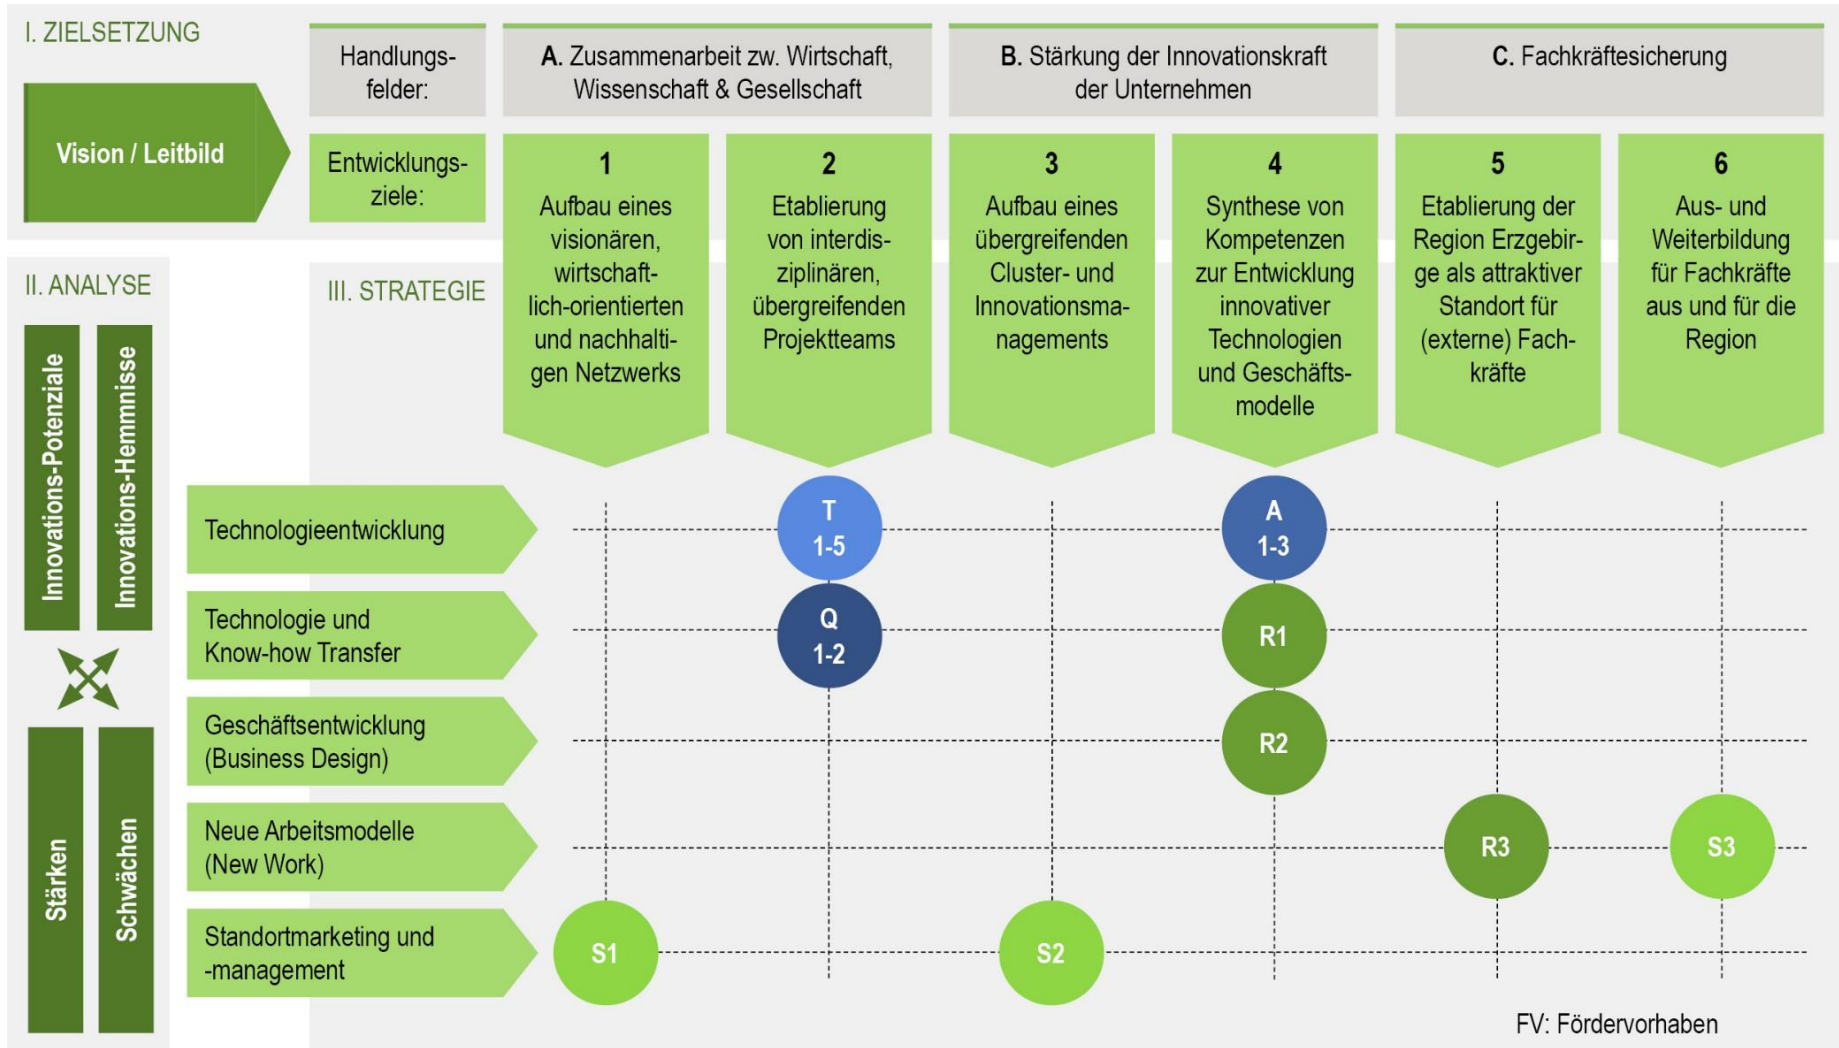 I. ZIELSETZUNG
Vision / Leitbild
Handlungs-
felder:
A. Zusammenarbeit zw. Wirtschaft,
Wissenschaft & Gesellschaft
B. Stärkung der Innovationskraft
der Unternehmen
C. Fachkräftesicherung
Entwicklungs-
ziele:
1
Aufbau eines
visionären,
wirtschaft-
lich-orientierten
und nachhalti-
gen Netzwerks
2
Etablierung
von interdis-
ziplinären,
übergreifenden
Projektteams
3
Aufbau eines
übergreifenden
Cluster- und
Innovationsma-
nagements
4
Synthese von
Kompetenzen
zur Entwicklung
innovativer
Technologien
und Geschäfts-
modelle
5
Etablierung der
Region Erzgebir-
ge als attraktiver
Standort für
(externe) Fach-
kräfte
6
Aus- und
Weiterbildung
für Fachkräfte
aus und für die
Region
II. ANALYSE
Innovations-Potenziale
Innovations-Hemmnisse
Stärken
Schwächen
III. STRATEGIE
Technologieentwicklung
T
1-5
A
1-3
Technologie und
Know-how Transfer
Q
1-2
R1
Geschäftsentwicklung
(Business Design)
R2
Neue Arbeitsmodelle
(New Work)
R3
S3
Standortmarketing und
-management
S1
S2
FV: Fördervorhaben